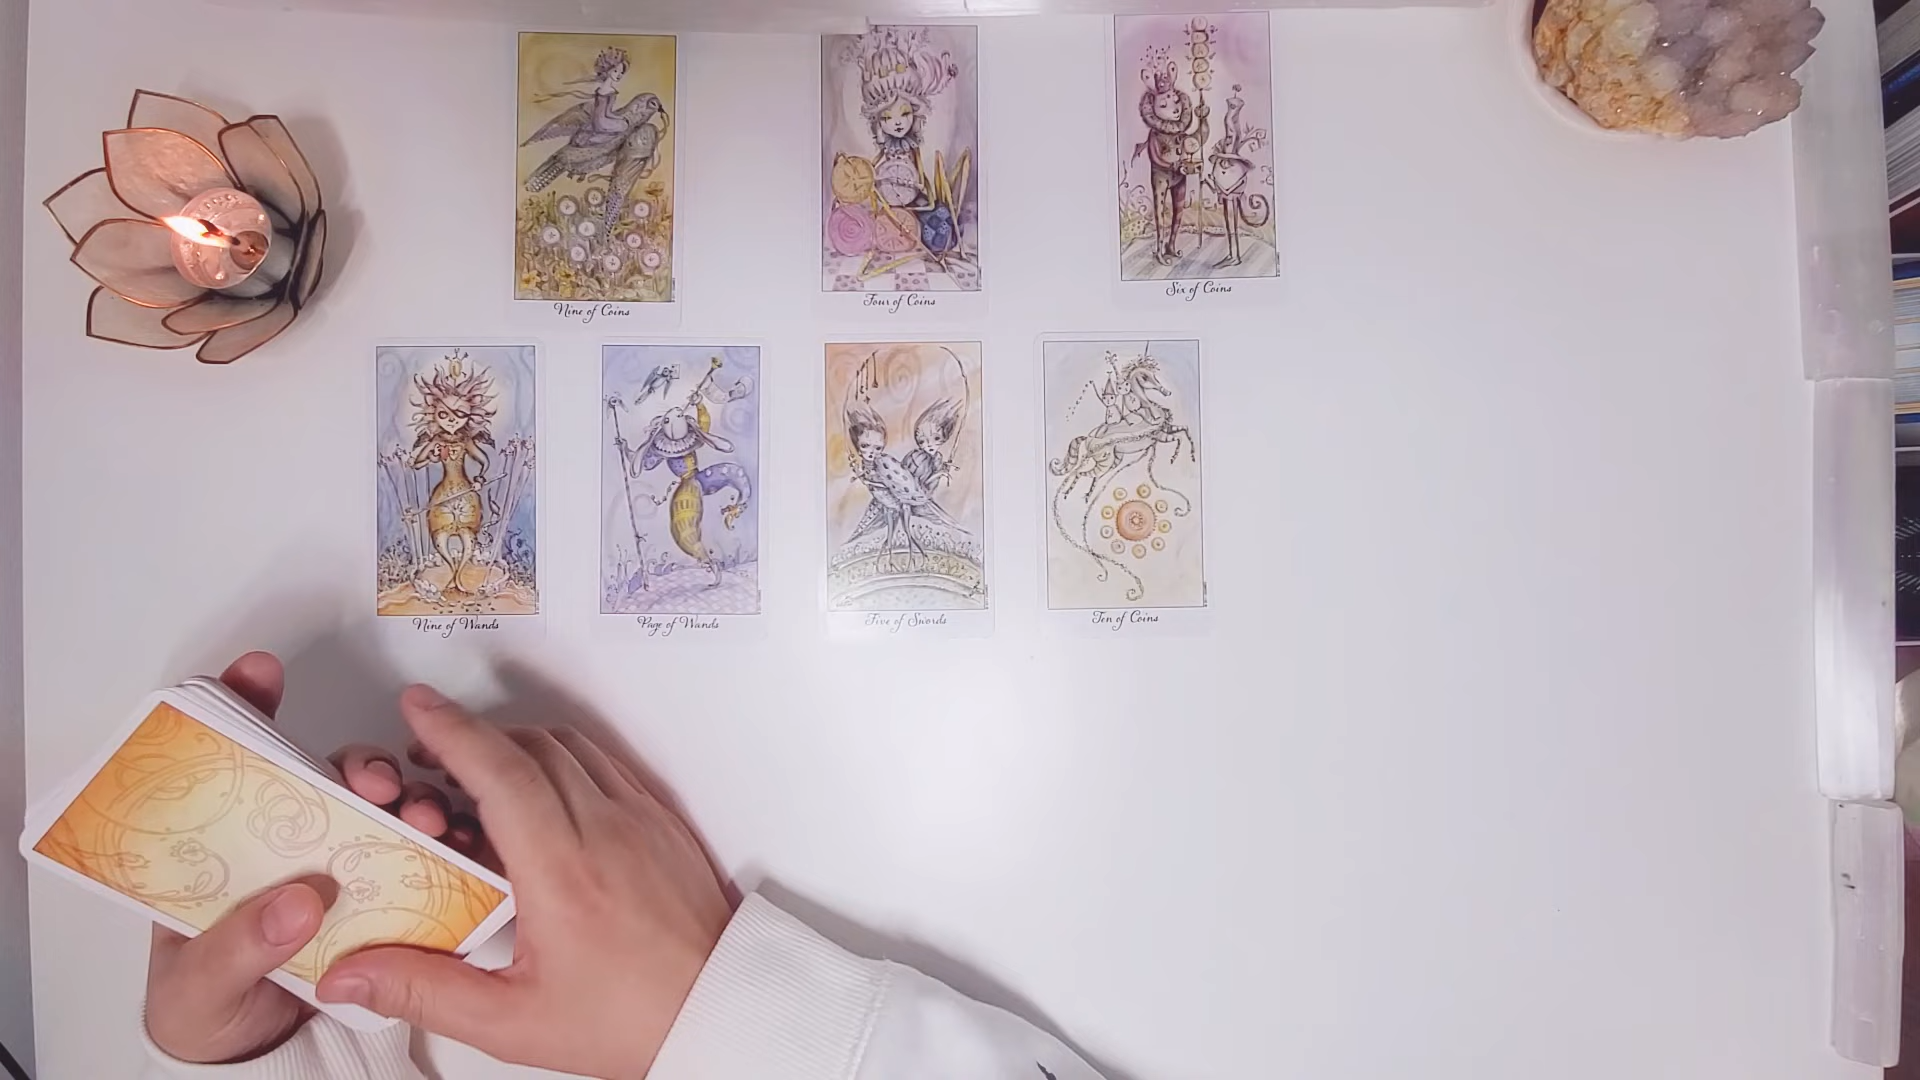 Nine of Coins
Four of Coins
Six of Coins
Nine of Wands
Page of Wands
Five of Swords
Ten of Coins